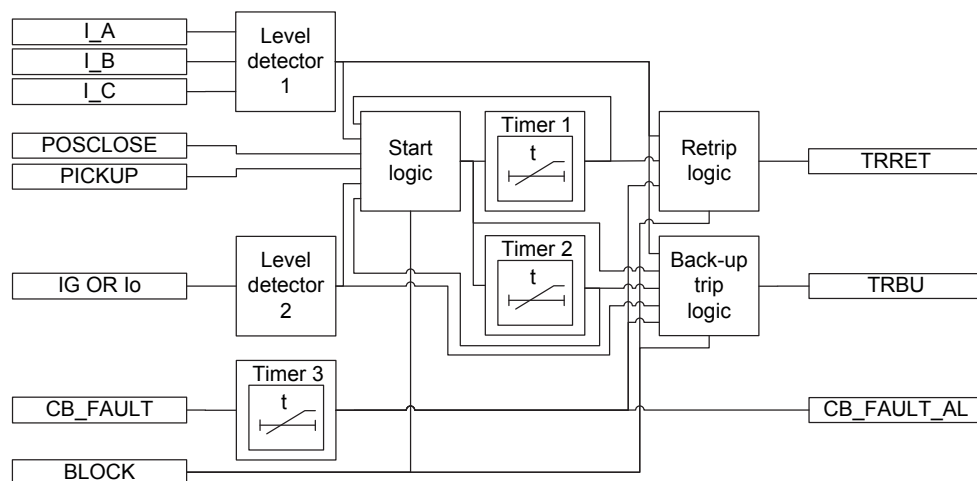 I_A
I_B
I_C
Level
detector
1
POSCLOSE
PICKUP
Start
logic
Timer 1
t
Retrip
logic
TRRET
IG OR Io
Level
detector
2
Timer 2
t
Back-up
trip
logic
TRBU
CB_FAULT
Timer 3
t
CB_FAULT_AL
BLOCK